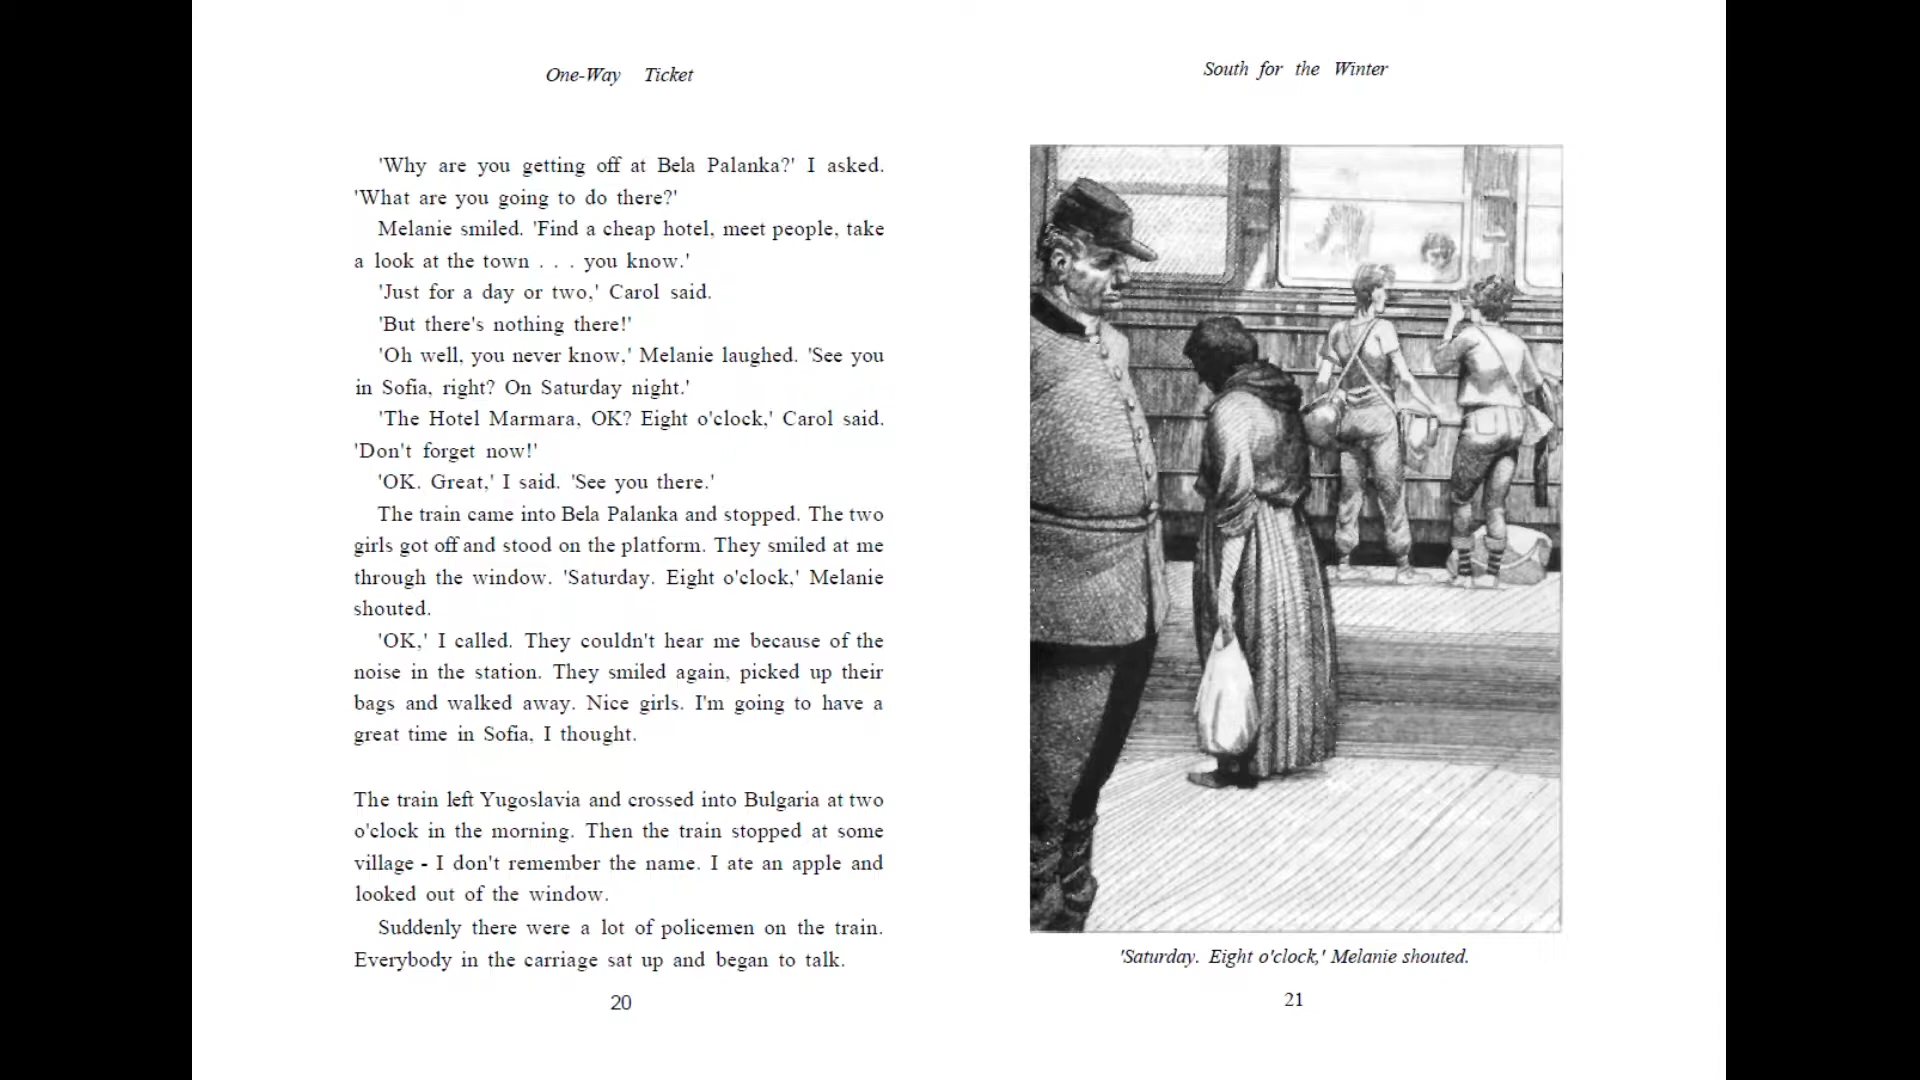 One-Way Ticket
'Why are you getting off at Bela Palanka?' I asked.
'What are you going to do there?'
Melanie smiled. 'Find a cheap hotel, meet people, take
a look at the town . . . you know.'
'Just for a day or two,' Carol said.
'But there's nothing there!'
'Oh well, you never know,' Melanie laughed. 'See you
in Sofia, right? On Saturday night.'
'The Hotel Marmara, OK? Eight o'clock,' Carol said.
'Don't forget now!'
'OK. Great,' I said. 'See you there.'
The train came into Bela Palanka and stopped. The two
girls got off and stood on the platform. They smiled at me
through the window. 'Saturday. Eight o'clock,' Melanie
shouted.
'OK,' I called. They couldn't hear me because of the
noise in the station. They smiled again, picked up their
bags and walked away. Nice girls. I'm going to have a
great time in Sofia, I thought.
The train left Yugoslavia and crossed into Bulgaria at two
o'clock in the morning. Then the train stopped at some
village - I don't remember the name. I ate an apple and
looked out of the window.
Suddenly there were a lot of policemen on the train.
Everybody in the carriage sat up and began to talk.
20
South for the Winter
'Saturday. Eight o'clock,' Melanie shouted.
21